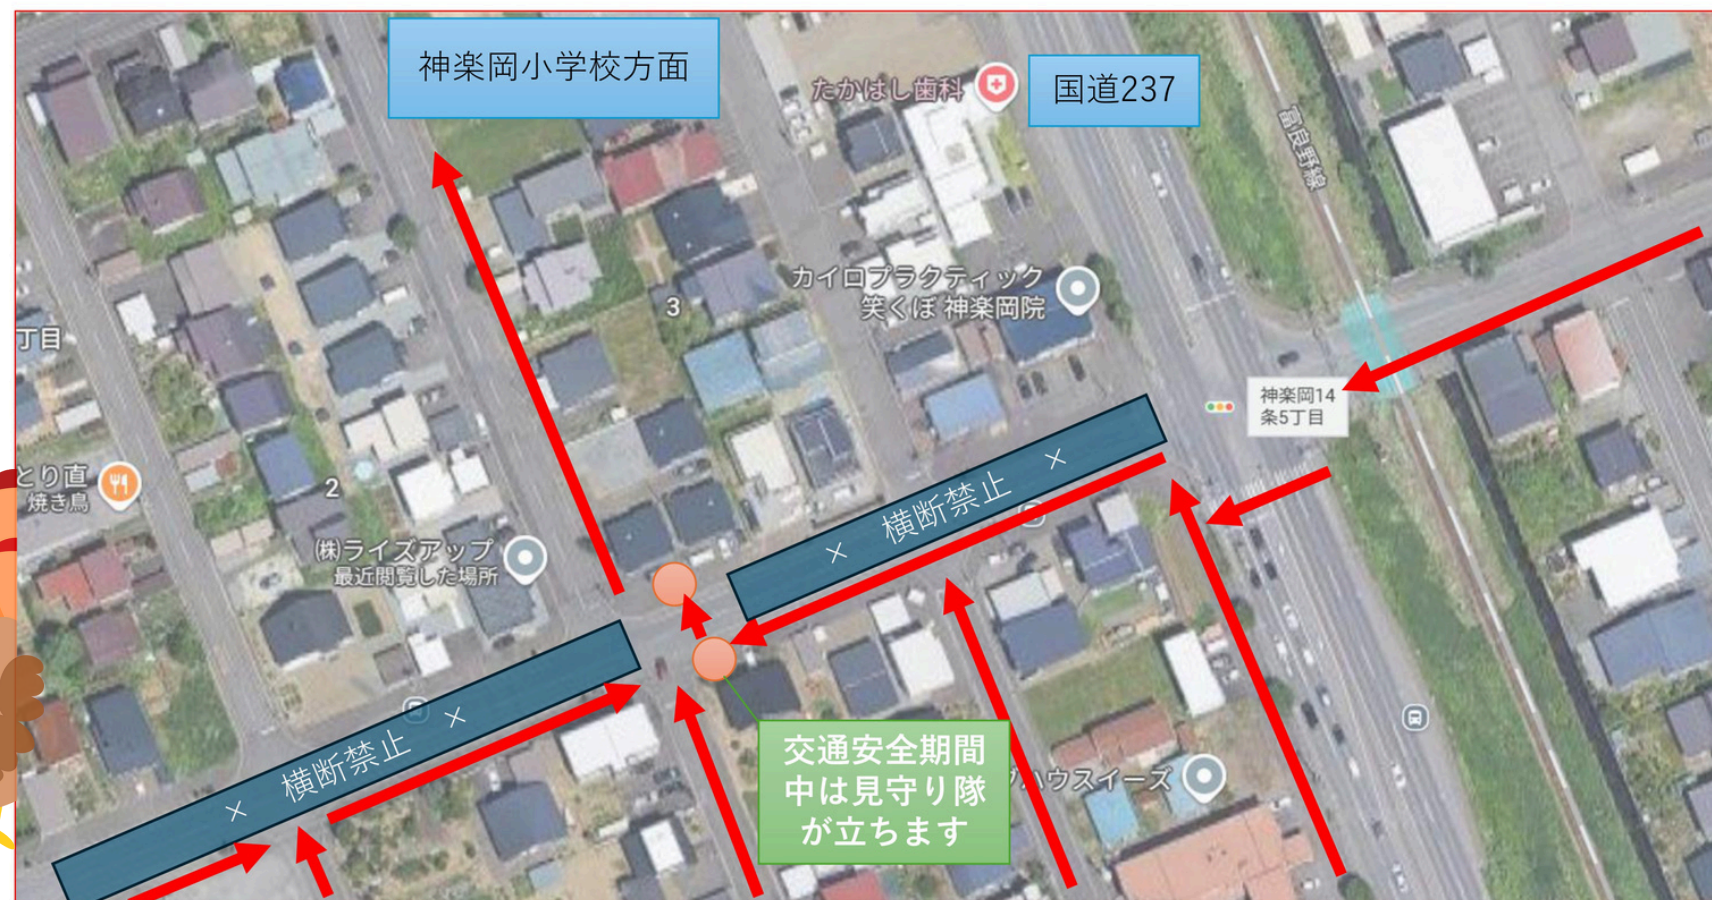 神楽岡小学校方面
たかはし歯科
国道237
富良野線
カイロプラクティック
笑くぼ 神楽岡院
3
丁目
神楽岡14
条5丁目
とり直
焼き鳥
2
× 横断禁止 ×
㈱ライズアップ
最近閲覧した場所
× 横断禁止 ×
交通安全期間
中は見守り隊
が立ちます
グハウスイーズ